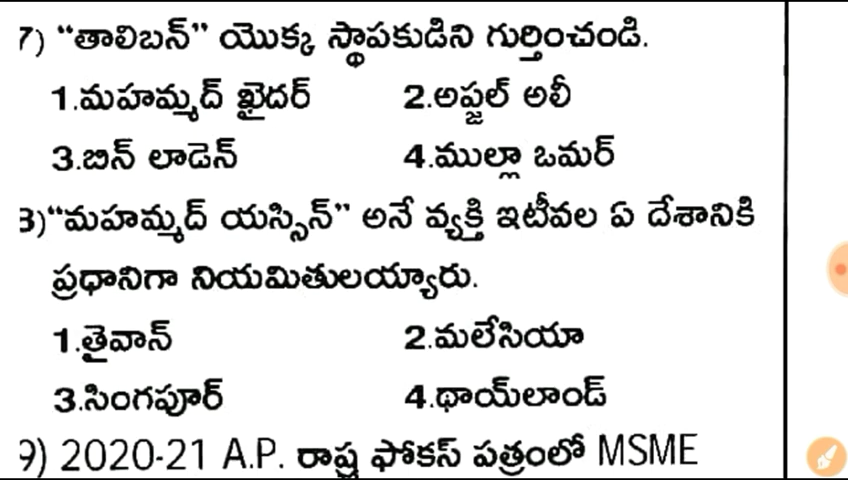 7) “తాలిబన్” యొక్క స్థాపకుడిని గుర్తించండి.
1.మహమ్మద్ ఖైదర్ 2.అప్జల్ అలీ
3.బిన్ లాడెన్ 4.ముల్లా ఒమర్
8)“మహమ్మద్ యస్సిన్” అనే వ్యక్తి ఇటీవల ఏ దేశానికి
ప్రధానిగా నియమితులయ్యారు.
1.తైవాన్ 2.మలేసియా
3.సింగపూర్ 4.థాయ్‌లాండ్
9) 2020-21 A.P. రాష్ట్ర ఫోకస్ పత్రంలో MSME